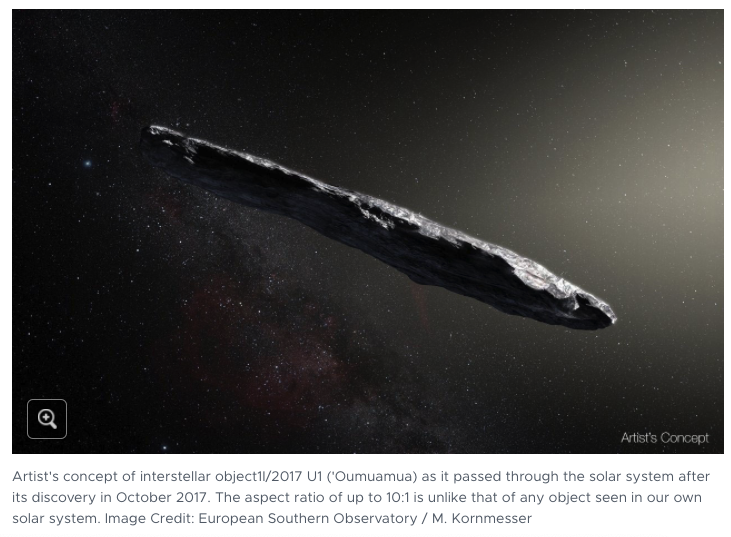 Artist's Concept
Artist's concept of interstellar object1I/2017 U1 ('Oumuamua) as it passed through the solar system after
its discovery in October 2017. The aspect ratio of up to 10:1 is unlike that of any object seen in our own
solar system. Image Credit: European Southern Observatory / M. Kornmesser